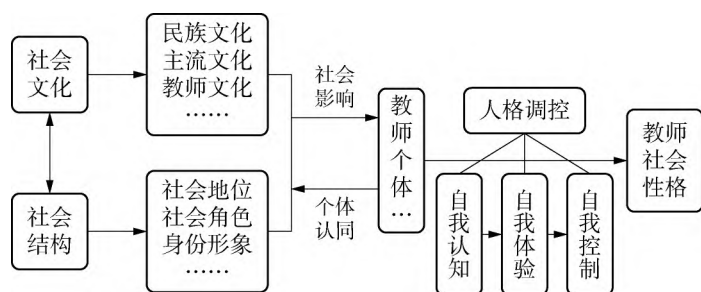 社会
文化
民族文化
主流文化
教师文化
……
社会
影响
教
师
个
体
…
人格调控
教师
社会
性格
社会
结构
社会地位
社会角色
身份形象
……
个体
认同
自
我
认
知
自
我
体
验
自
我
控
制